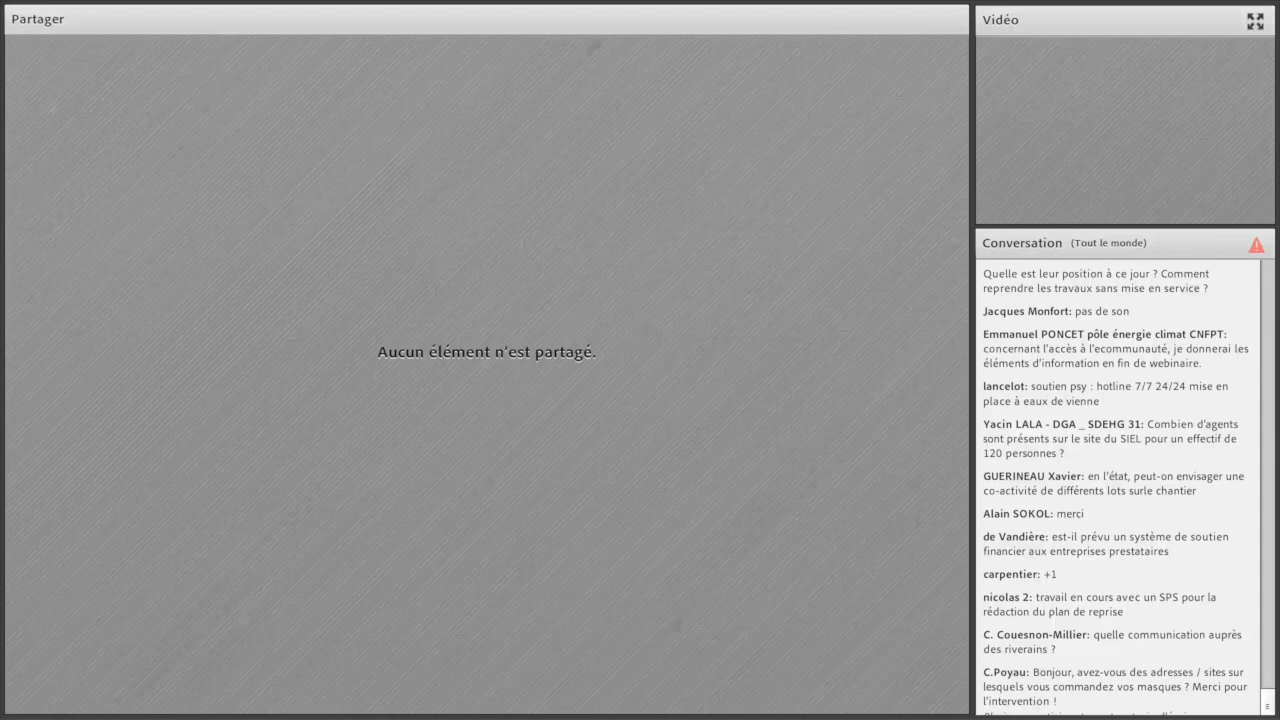 Partager
Aucun élément n'est partagé.
Vidéo
Conversation (Tout le monde)
Quelle est leur position à ce jour ? Comment
reprendre les travaux sans mise en service ?
Jacques Monfort: pas de son
Emmanuel PONCET pôle énergie climat CNFPT:
concernant l'accès à l'ecommunauté, je donnerai les
éléments d'information en fin de webinaire.
lancelot: soutien psy : hotline 7/7 24/24 mise en
place à eaux de vienne
Yacin LALA - DGA _ SDEHG 31: Combien d'agents
sont présents sur le site du SIEL pour un effectif de
120 personnes ?
GUERINEAU Xavier: en l'état, peut-on envisager une
co-activité de différents lots surle chantier
Alain SOKOL: merci
de Vandière: est-il prévu un système de soutien
financier aux entreprises prestataires
carpentier: +1
nicolas 2: travail en cours avec un SPS pour la
rédaction du plan de reprise
C. Couesnon-Millier: quelle communication auprès
des riverains ?
C.Poyau: Bonjour, avez-vous des adresses / sites sur
lesquels vous commandez vos masques ? Merci pour
l'intervention !